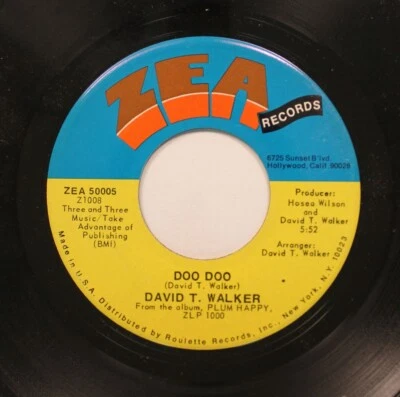 ZEA
RECORDS
6725 Sunset B'lvd.
Hollywood, Calif. 90028
ZEA 50005
Z1008
Three and Three
Music/Take
Advantage of
Publishing
(BMI)
Producer:
Hosea Wilson
and
David T. Walker
5:52
Arranger:
David T. Walker
DOO DOO
(David T. Walker)
DAVID T. WALKER
From the album, PLUM HAPPY,
ZLP 1000
Made in U.S.A. Distributed by Roulette Records, Inc., New York, N.Y. 10023